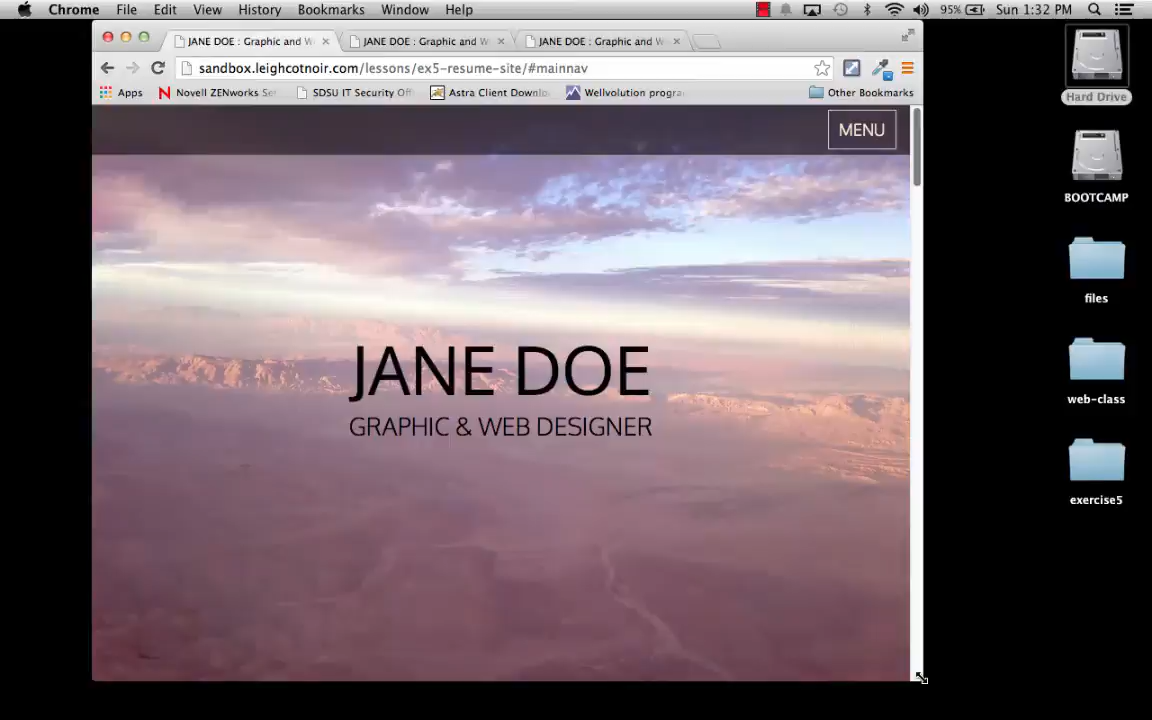 Chrome File Edit View History Bookmarks Window Help 95% Sun 1:32 PM
JANE DOE : Graphic and W JANE DOE : Graphic and W JANE DOE : Graphic and W
sandbox.leighcotnoir.com/lessons/ex5-resume-site/#mainnav
Apps Novell ZENworks Se SDSU IT Security Off Astra Client Downlo Wellvolution progra Other Bookmarks
Hard Drive
MENU
BOOTCAMP
files
JANE DOE
GRAPHIC & WEB DESIGNER
web-class
exercise5